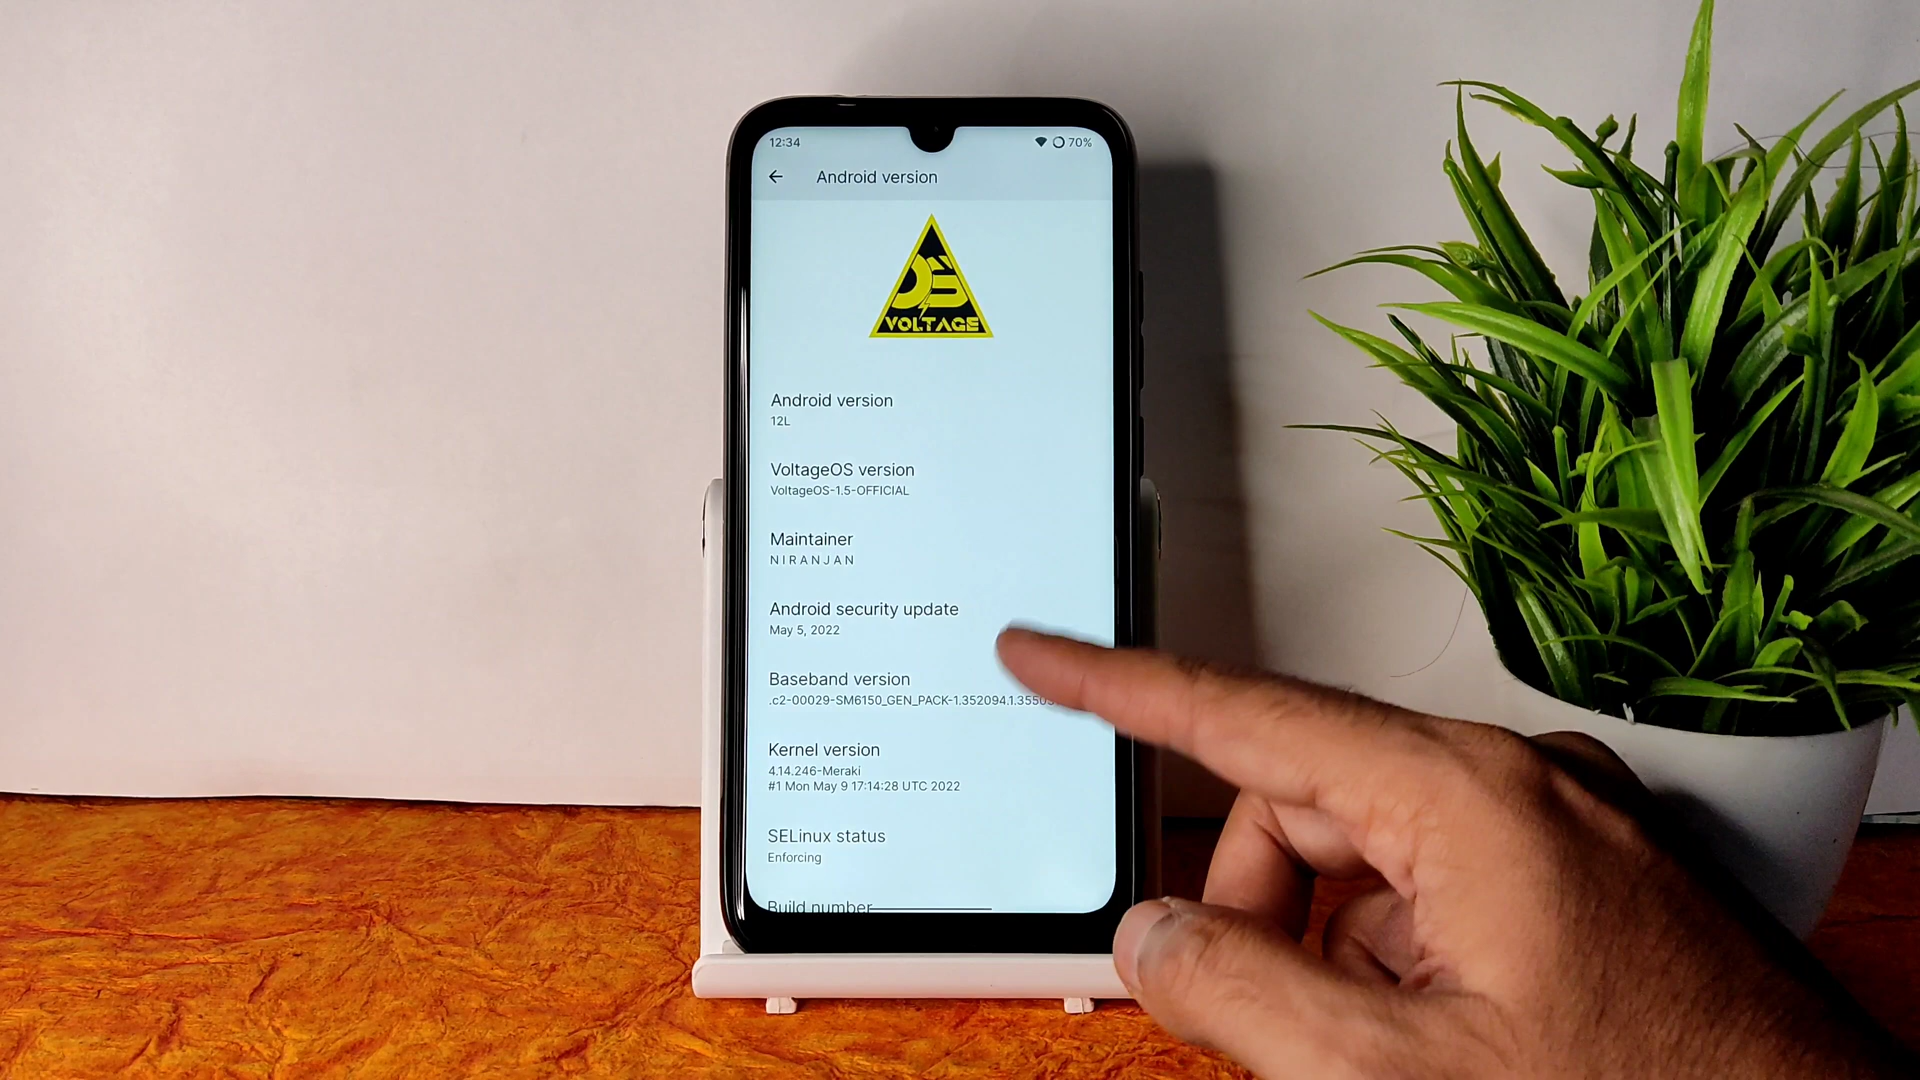 12:34
70%
Android version
OS
VOLTAGE
Android version
12L
VoltageOS version
VoltageOS-1.5-OFFICIAL
Maintainer
N I R A N J A N
Android security update
May 5, 2022
Baseband version
.c2-00029-SM6150_GEN_PACK-1.352094.1.3550
Kernel version
4.14.246-Meraki
#1 Mon May 9 17:14:28 UTC 2022
SELinux status
Enforcing
Build number